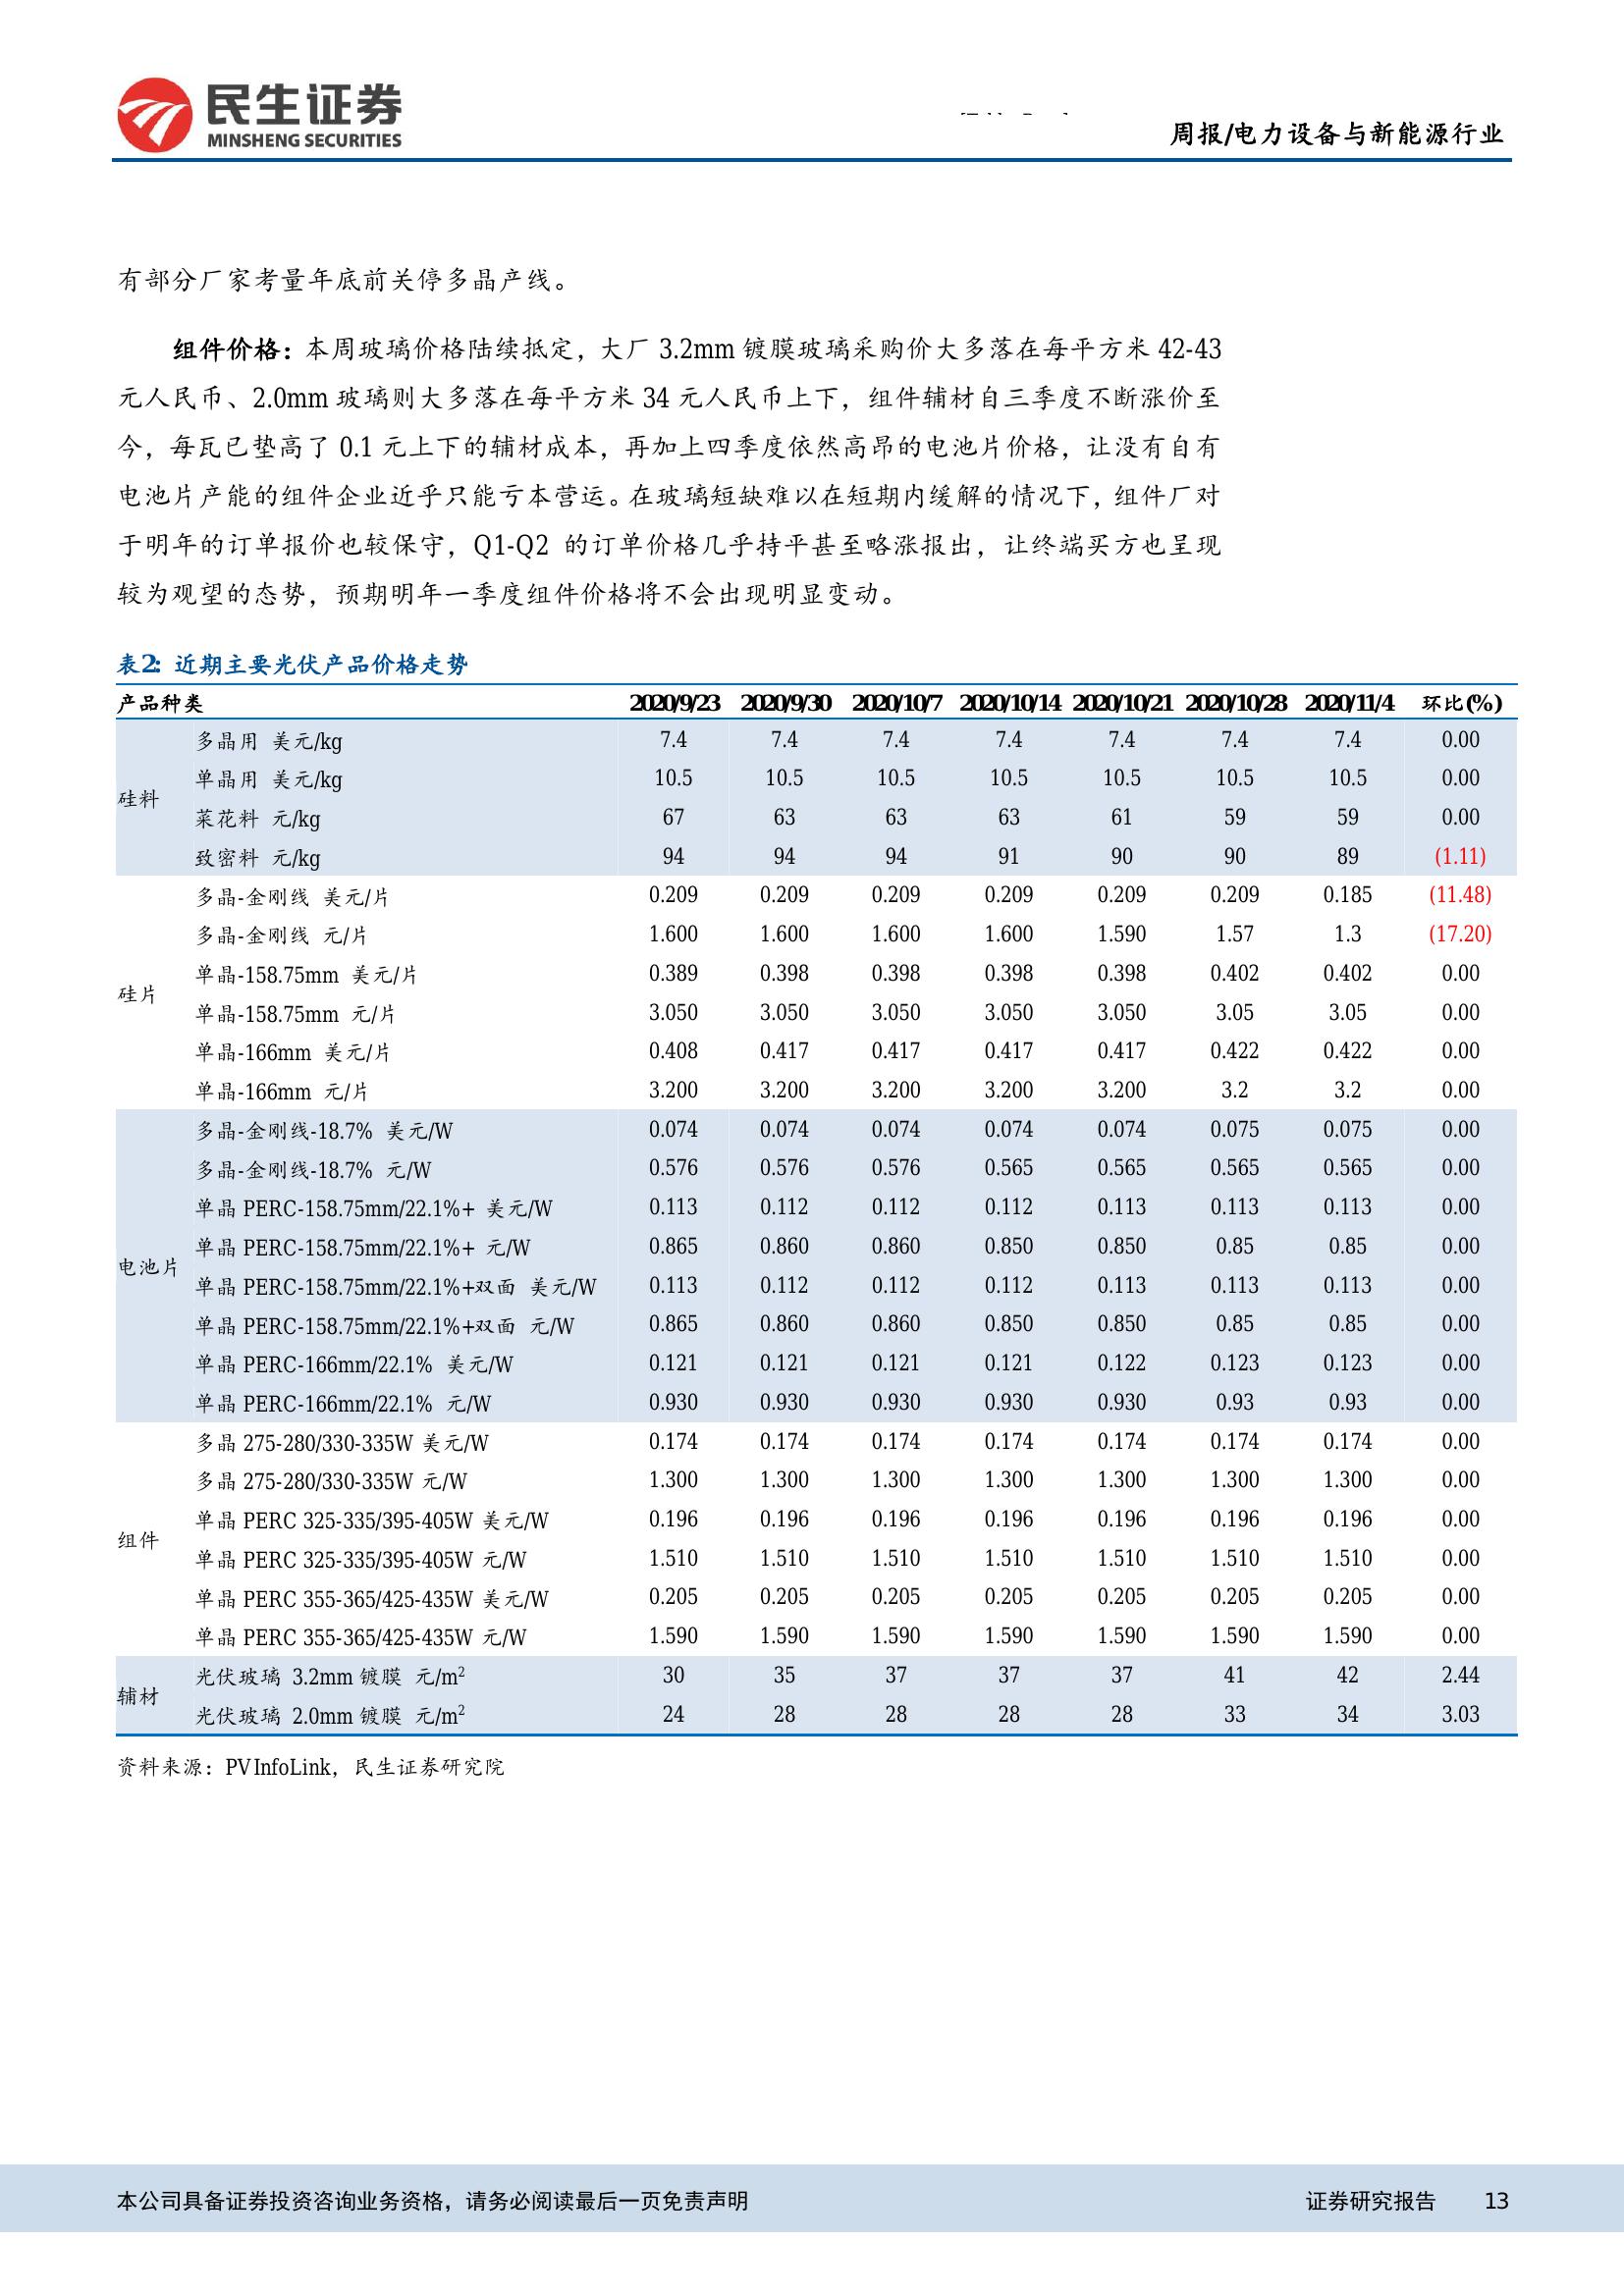 民生证券
MINSHENG SECURITIES
周报/电力设备与新能源行业
有部分厂家考量年底前关停多晶产线。
组件价格：本周玻璃价格陆续抵定，大厂 3.2mm 镀膜玻璃采购价大多落在每平方米 42-43
元人民币、2.0mm 玻璃则大多落在每平方米 34 元人民币上下，组件辅材自三季度不断涨价至
今，每瓦已垫高了 0.1 元上下的辅材成本，再加上四季度依然高昂的电池片价格，让没有自有
电池片产能的组件企业近乎只能亏本营运。在玻璃短缺难以在短期内缓解的情况下，组件厂对
于明年的订单报价也较保守，Q1-Q2 的订单价格几乎持平甚至略涨报出，让终端买方也呈现
较为观望的态势，预期明年一季度组件价格将不会出现明显变动。
表2: 近期主要光伏产品价格走势
产品种类 2020/9/23 2020/9/30 2020/10/7 2020/10/14 2020/10/21 2020/10/28 2020/11/4 环比(%)
硅料
多晶用 美元/kg 7.4 7.4 7.4 7.4 7.4 7.4 7.4 0.00
单晶用 美元/kg 10.5 10.5 10.5 10.5 10.5 10.5 10.5 0.00
菜花料 元/kg 67 63 63 63 61 59 59 0.00
致密料 元/kg 94 94 94 91 90 90 89 (1.11)
硅片
多晶-金刚线 美元/片 0.209 0.209 0.209 0.209 0.209 0.209 0.185 (11.48)
多晶-金刚线 元/片 1.600 1.600 1.600 1.600 1.590 1.57 1.3 (17.20)
单晶-158.75mm 美元/片 0.389 0.398 0.398 0.398 0.398 0.402 0.402 0.00
单晶-158.75mm 元/片 3.050 3.050 3.050 3.050 3.050 3.05 3.05 0.00
单晶-166mm 美元/片 0.408 0.417 0.417 0.417 0.417 0.422 0.422 0.00
单晶-166mm 元/片 3.200 3.200 3.200 3.200 3.200 3.2 3.2 0.00
电池片
多晶-金刚线-18.7% 美元/W 0.074 0.074 0.074 0.074 0.074 0.075 0.075 0.00
多晶-金刚线-18.7% 元/W 0.576 0.576 0.576 0.565 0.565 0.565 0.565 0.00
单晶 PERC-158.75mm/22.1%+ 美元/W 0.113 0.112 0.112 0.112 0.113 0.113 0.113 0.00
单晶 PERC-158.75mm/22.1%+ 元/W 0.865 0.860 0.860 0.850 0.850 0.85 0.85 0.00
单晶 PERC-158.75mm/22.1%+双面 美元/W 0.113 0.112 0.112 0.112 0.113 0.113 0.113 0.00
单晶 PERC-158.75mm/22.1%+双面 元/W 0.865 0.860 0.860 0.850 0.850 0.85 0.85 0.00
单晶 PERC-166mm/22.1% 美元/W 0.121 0.121 0.121 0.121 0.122 0.123 0.123 0.00
单晶 PERC-166mm/22.1% 元/W 0.930 0.930 0.930 0.930 0.930 0.93 0.93 0.00
组件
多晶 275-280/330-335W 美元/W 0.174 0.174 0.174 0.174 0.174 0.174 0.174 0.00
多晶 275-280/330-335W 元/W 1.300 1.300 1.300 1.300 1.300 1.300 1.300 0.00
单晶 PERC 325-335/395-405W 美元/W 0.196 0.196 0.196 0.196 0.196 0.196 0.196 0.00
单晶 PERC 325-335/395-405W 元/W 1.510 1.510 1.510 1.510 1.510 1.510 1.510 0.00
单晶 PERC 355-365/425-435W 美元/W 0.205 0.205 0.205 0.205 0.205 0.205 0.205 0.00
单晶 PERC 355-365/425-435W 元/W 1.590 1.590 1.590 1.590 1.590 1.590 1.590 0.00
辅材
光伏玻璃 3.2mm 镀膜 元/m² 30 35 37 37 37 41 42 2.44
光伏玻璃 2.0mm 镀膜 元/m² 24 28 28 28 28 33 34 3.03
资料来源：PVInfoLink，民生证券研究院
本公司具备证券投资咨询业务资格，请务必阅读最后一页免责声明 证券研究报告 13